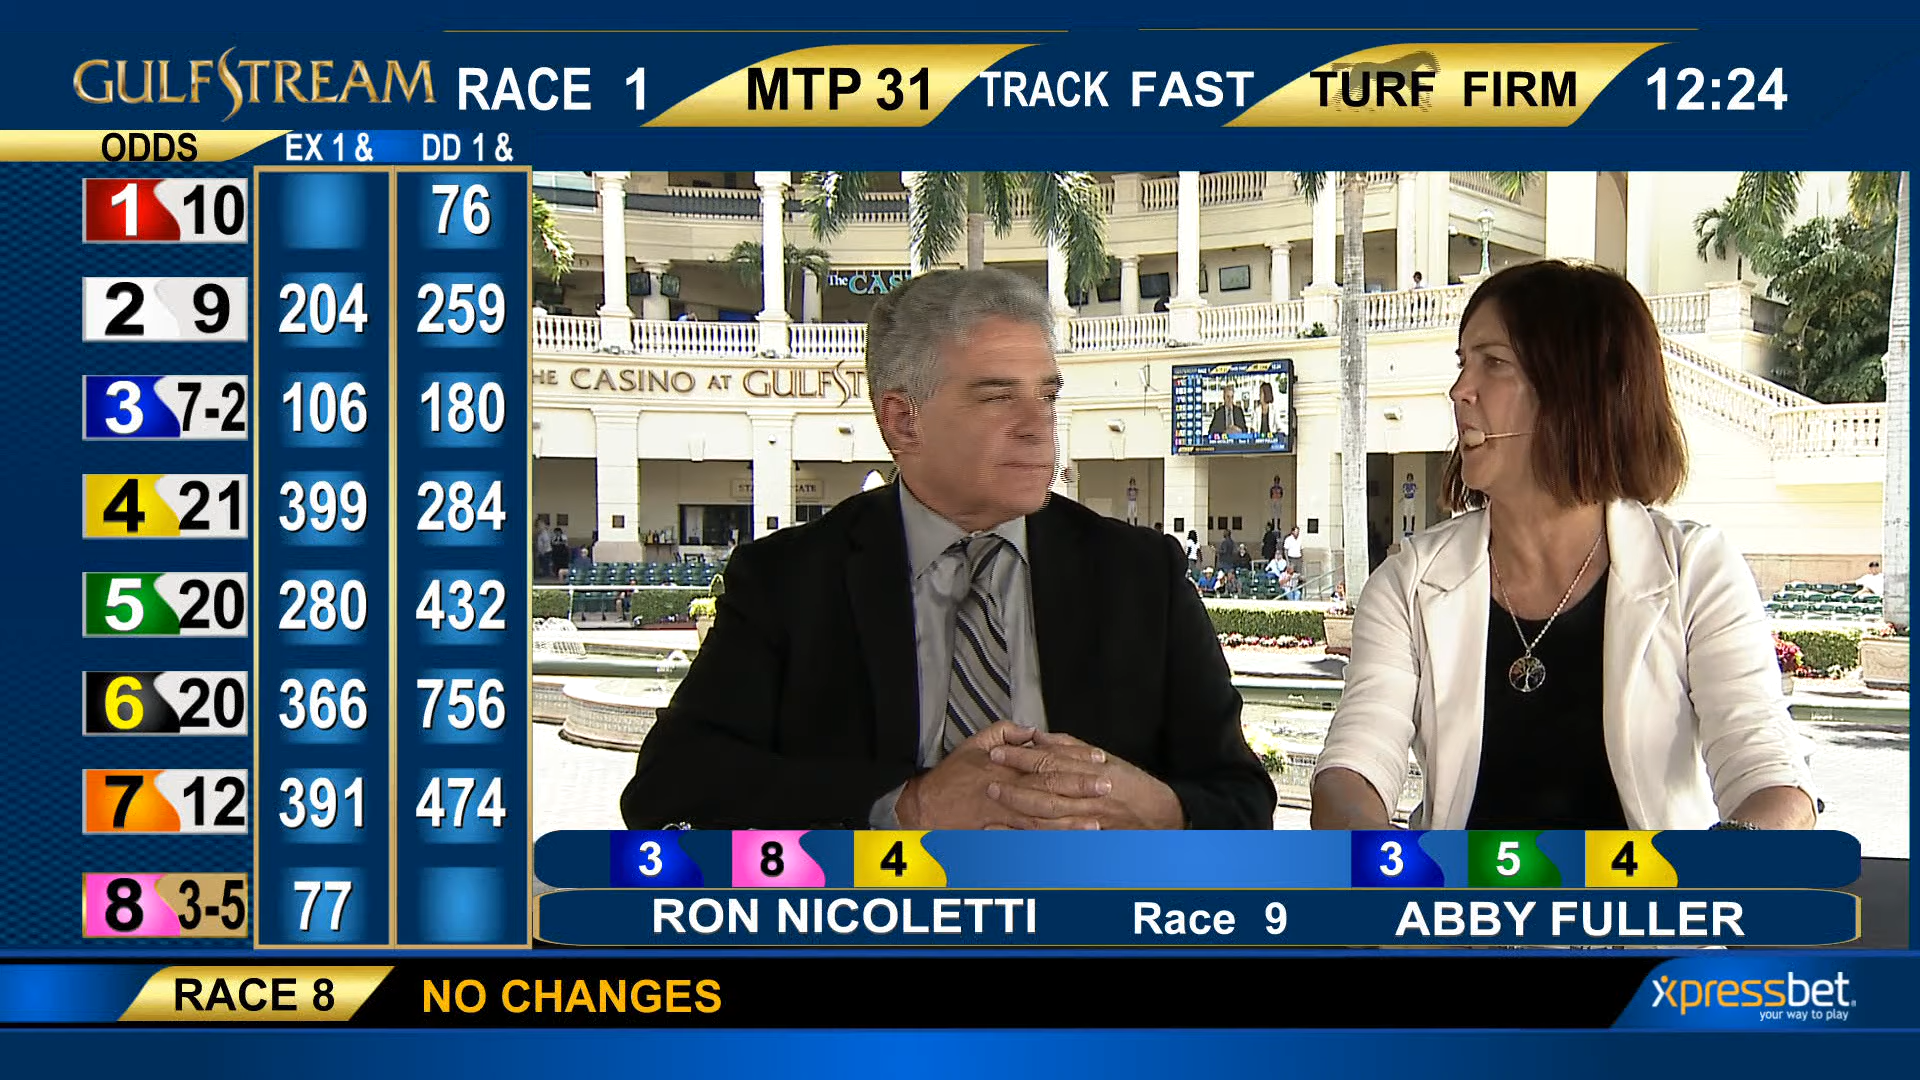 GULFSTREAM RACE 1 MTP 31 TRACK FAST TURF FIRM 12:24
ODDS EX 1 & DD 1 &
1 10 76
2 9 204 259
3 7-2 106 180
4 21 399 284
5 20 280 432
6 20 366 756
7 12 391 474
8 3-5 77
The CAS
HE CASINO AT GULFST
3 8 4 3 5 4
RON NICOLETTI Race 9 ABBY FULLER
RACE 8 NO CHANGES
xpressbet.
your way to play